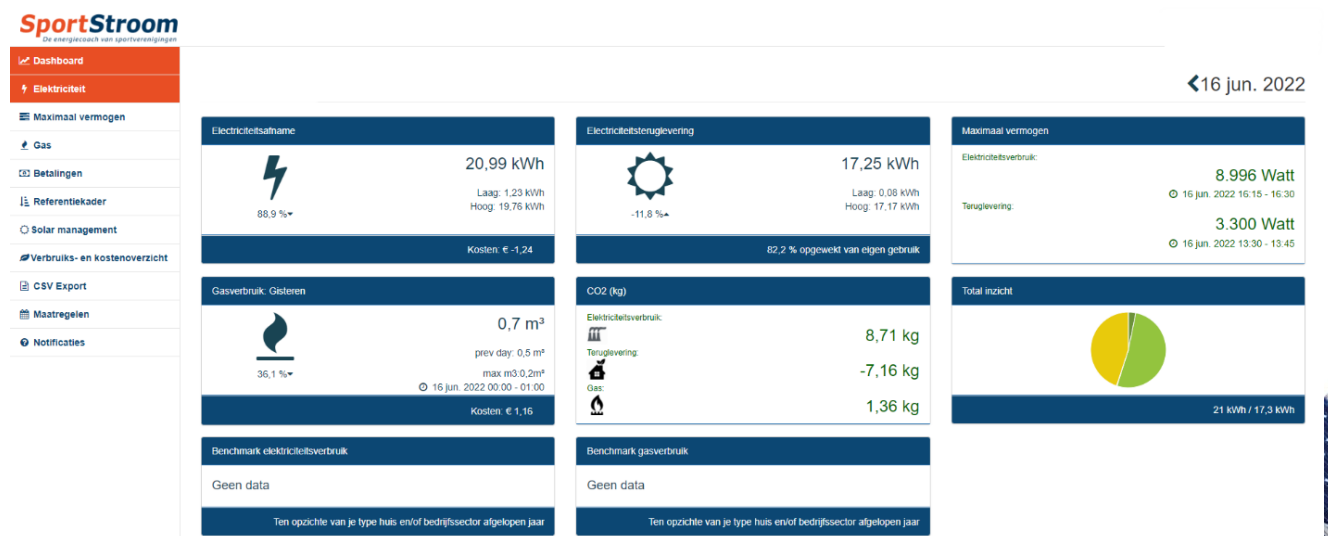 SportStroom
De energiecoach van sportverenigingen
Dashboard
Elektriciteit
Maximaal vermogen
Gas
Betalingen
Referentiekader
Solar management
Verbruiks- en kostenoverzicht
CSV Export
Maatregelen
Notificaties
16 jun. 2022
Electriciteitsafname
20,99 kWh
Laag: 1,23 kWh
Hoog: 19,76 kWh
88,9 %
Kosten: € -1,24
Electriciteitsteruglevering
17,25 kWh
Laag: 0,08 kWh
Hoog: 17,17 kWh
-11,8 %
82,2 % opgewekt van eigen gebruik
Maximaal vermogen
Elektriciteitsverbruik:
8.996 Watt
16 jun. 2022 16:15 - 16:30
Teruglevering:
3.300 Watt
16 jun. 2022 13:30 - 13:45
Gasverbruik: Gisteren
0,7 m³
prev day: 0,5 m³
36,1 %
max m3:0,2m³
16 jun. 2022 00:00 - 01:00
Kosten: € 1,16
CO2 (kg)
Elektriciteitsverbruik:
8,71 kg
Teruglevering:
-7,16 kg
Gas:
1,36 kg
Total inzicht
21 kWh / 17,3 kWh
Benchmark elektriciteitsverbruik
Geen data
Ten opzichte van je type huis en/of bedrijfssector afgelopen jaar
Benchmark gasverbruik
Geen data
Ten opzichte van je type huis en/of bedrijfssector afgelopen jaar